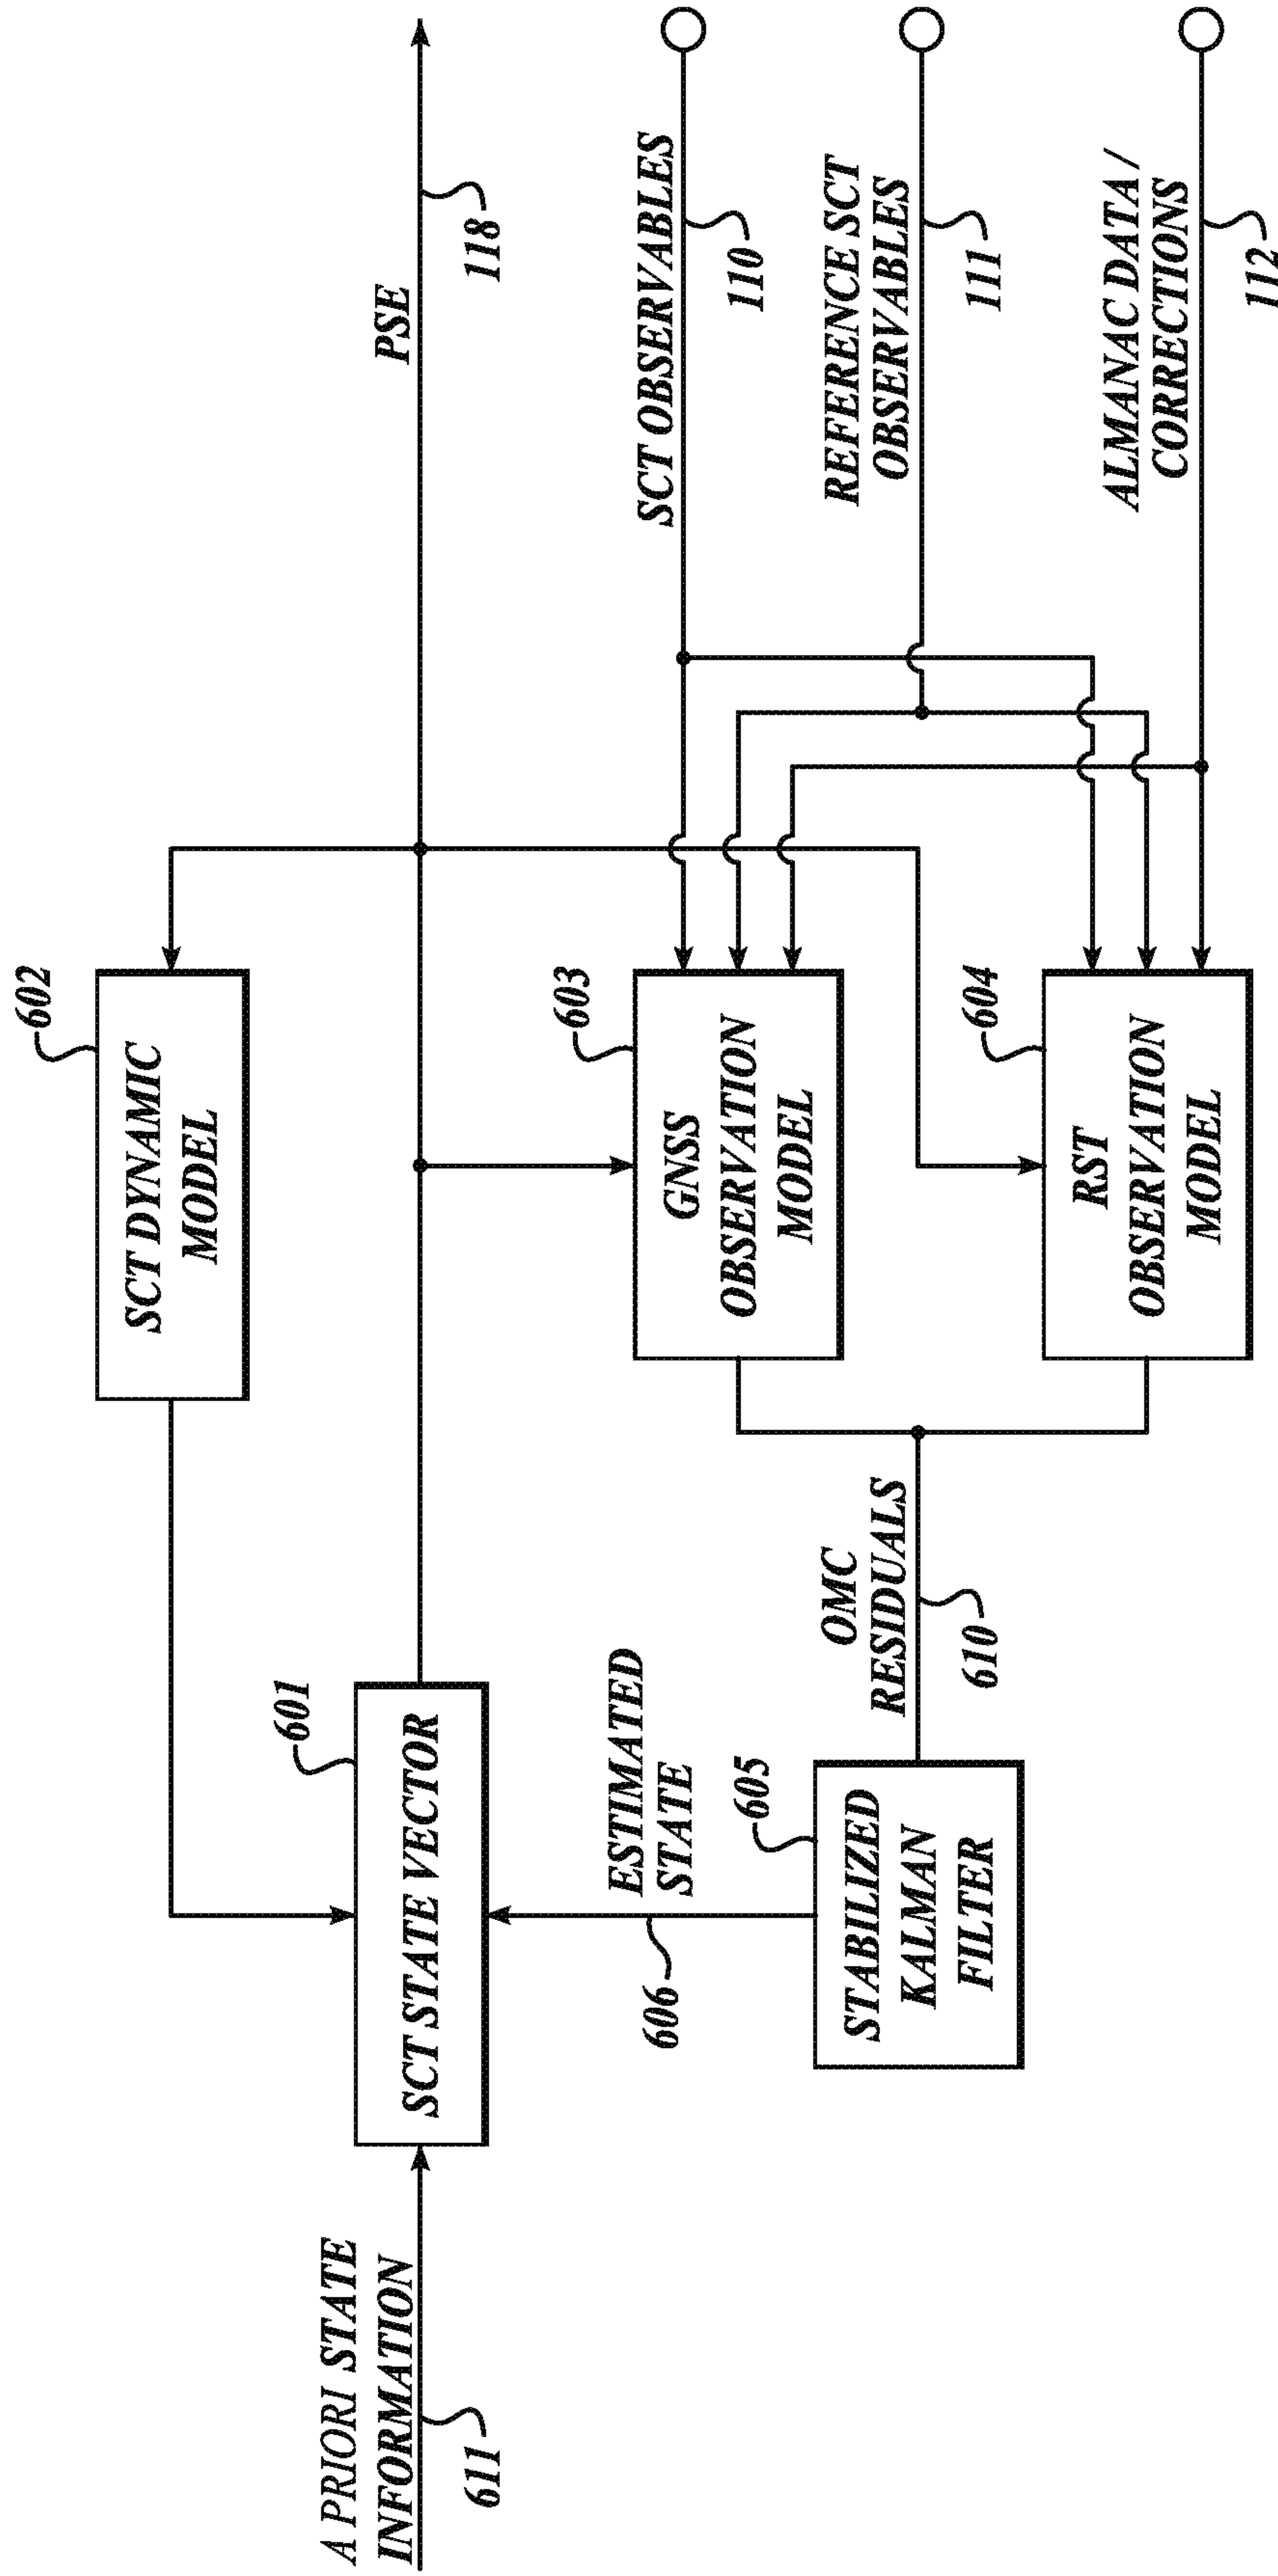 602
SCT DYNAMIC
MODEL
A PRIORI STATE
INFORMATION
611
601
SCT STATE VECTOR
PSE
118
ESTIMATED
STATE
606
603
GNSS
OBSERVATION
MODEL
SCT OBSERVABLES
110
605
STABILIZED
KALMAN
FILTER
OMC
RESIDUALS
610
REFERENCE SCT
OBSERVABLES
111
604
RST
OBSERVATION
MODEL
ALMANAC DATA /
CORRECTIONS
112